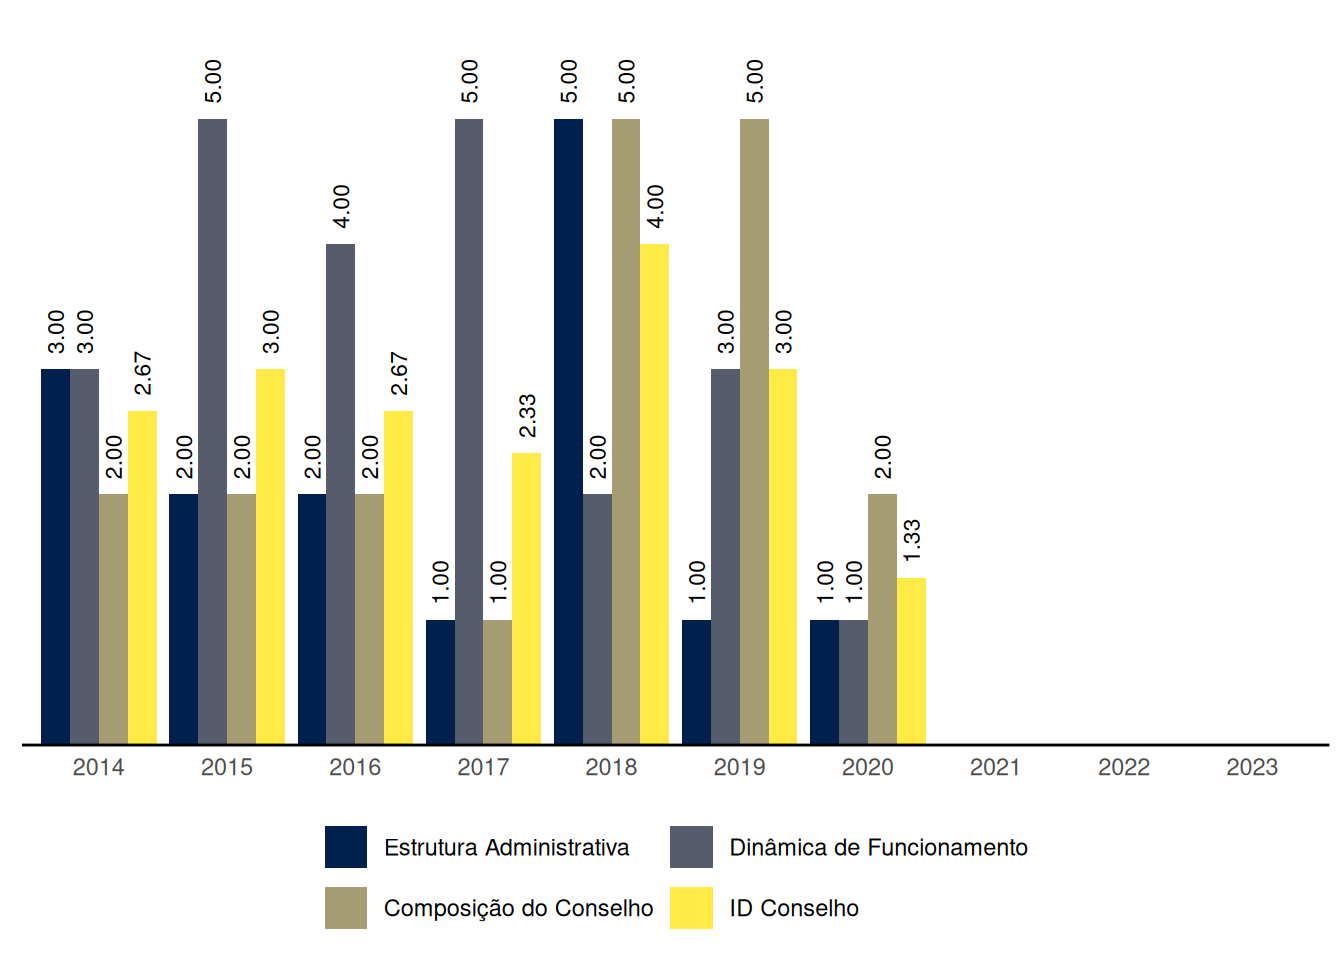 3.00 3.00 2.00 2.67 2.00 5.00 2.00 3.00 2.00 4.00 2.00 2.67 1.00 5.00 1.00 2.33 5.00 2.00 5.00 4.00 1.00 3.00 5.00 3.00 1.00 1.00 2.00 1.33
2014 2015 2016 2017 2018 2019 2020 2021 2022 2023
Estrutura Administrativa Dinâmica de Funcionamento
Composição do Conselho ID Conselho